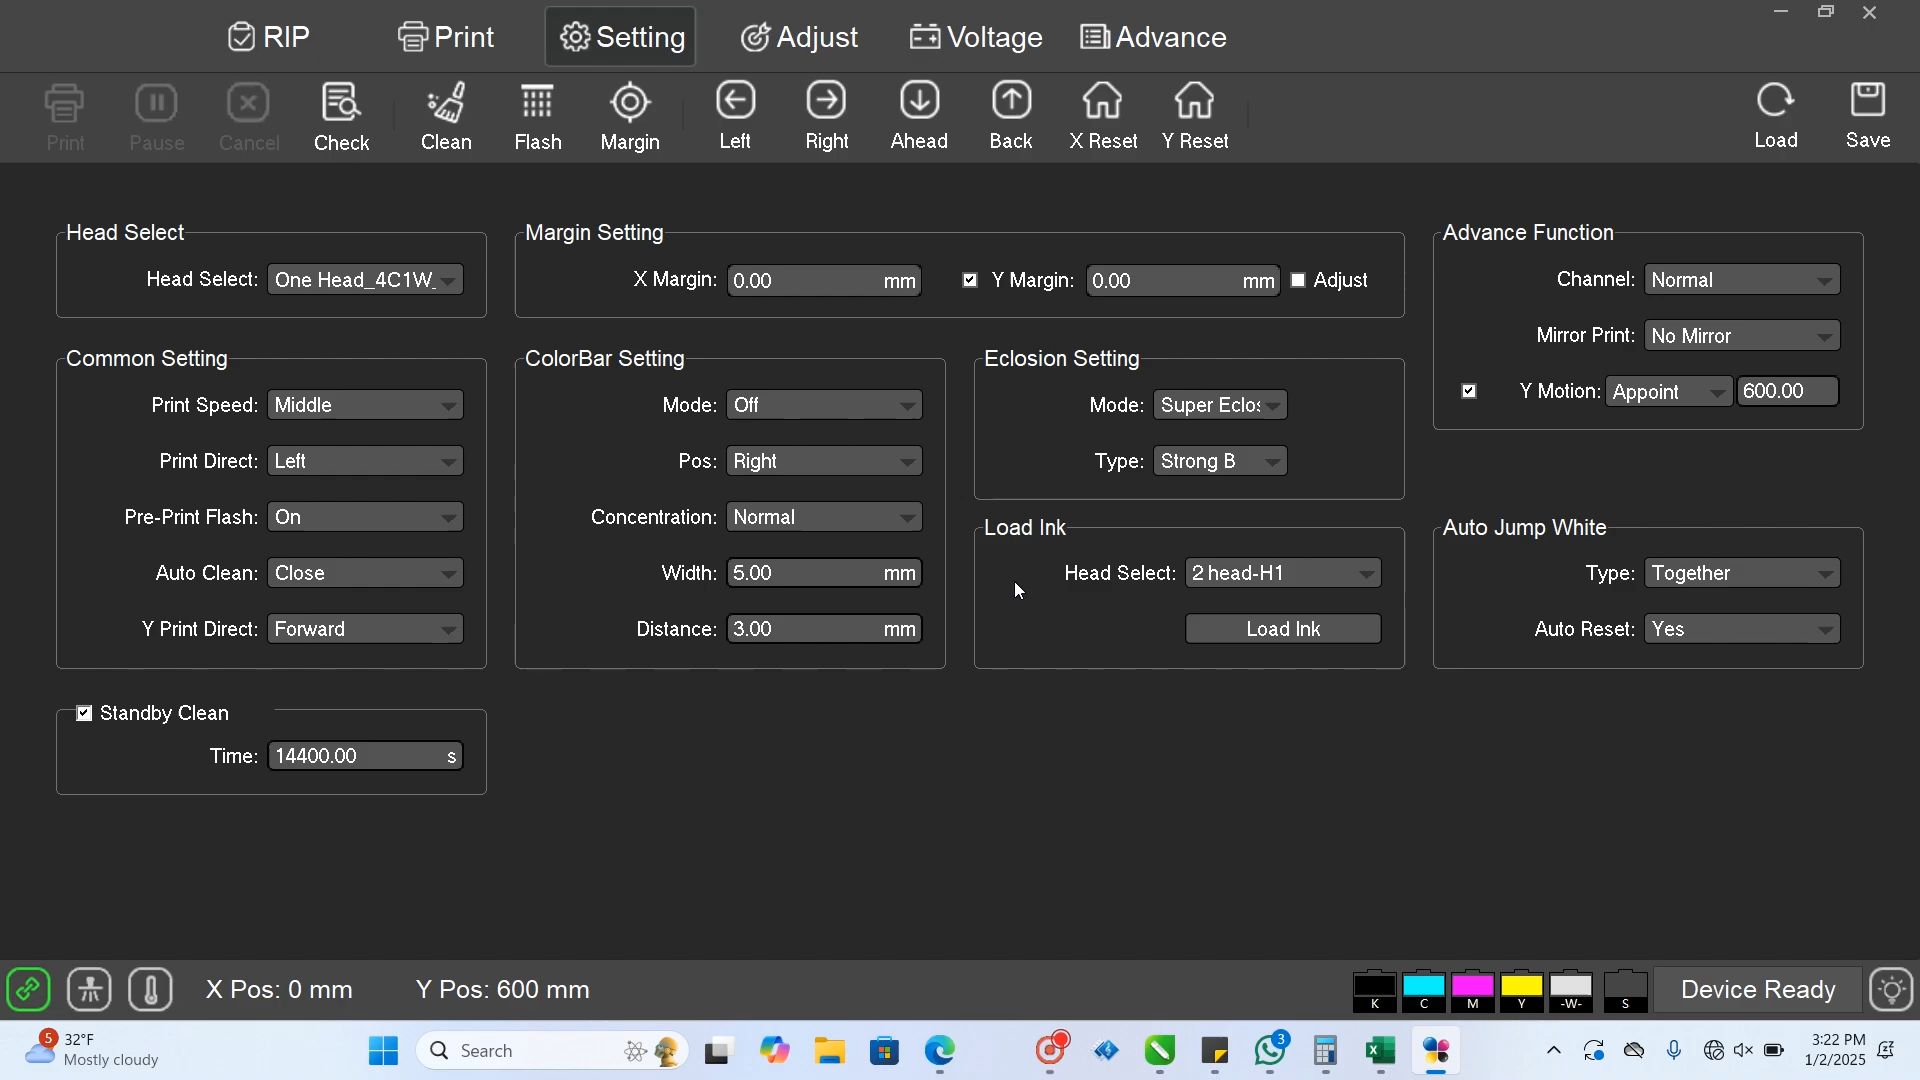 RIP Print Setting Adjust Voltage Advance
Print Pause Cancel Check Clean Flash Margin Left Right Ahead Back X Reset Y Reset Load Save
Head Select
Head Select: One Head_4C1W_
Margin Setting
X Margin: 0.00 mm Y Margin: 0.00 mm Adjust
Advance Function
Channel: Normal
Mirror Print: No Mirror
Y Motion: Appoint 600.00
Common Setting
Print Speed: Middle
Print Direct: Left
Pre-Print Flash: On
Auto Clean: Close
Y Print Direct: Forward
ColorBar Setting
Mode: Off
Pos: Right
Concentration: Normal
Width: 5.00 mm
Distance: 3.00 mm
Eclosion Setting
Mode: Super Eclos
Type: Strong B
Load Ink
Head Select: 2 head-H1
Load Ink
Auto Jump White
Type: Together
Auto Reset: Yes
Standby Clean
Time: 14400.00 s
X Pos: 0 mm Y Pos: 600 mm
K C M Y -W- S
Device Ready
5
32°F
Mostly cloudy
Search
3
3:22 PM
1/2/2025